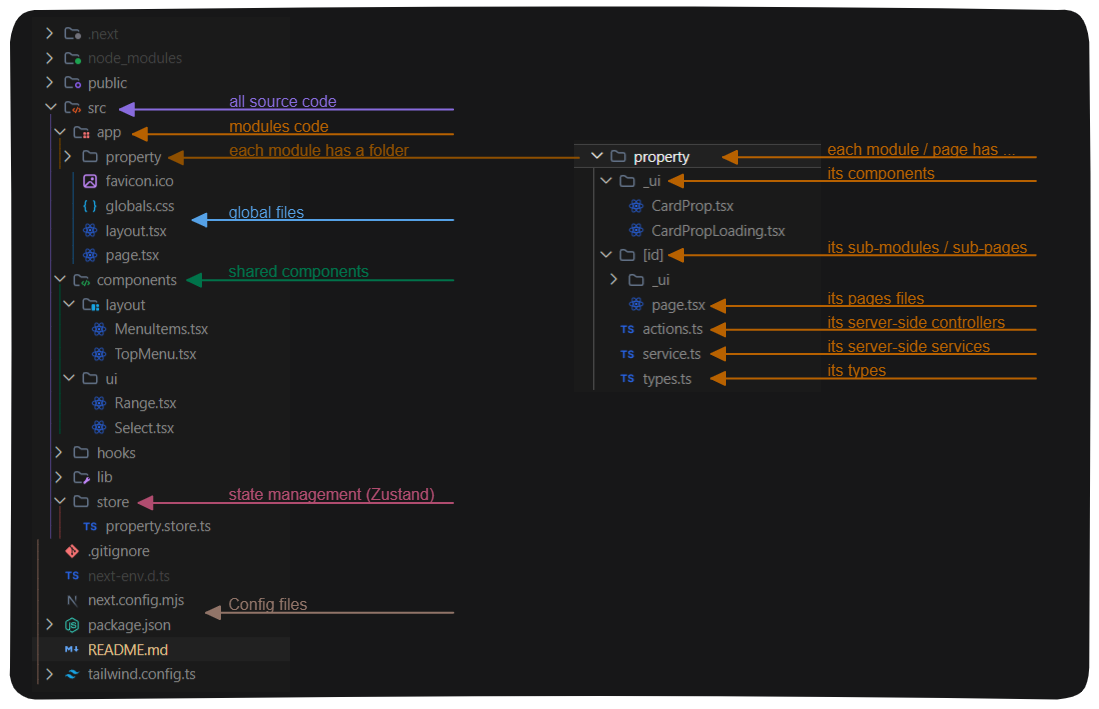 .next
node_modules
public
src
all source code
app
modules code
property
each module has a folder
favicon.ico
globals.css
global files
layout.tsx
page.tsx
components
shared components
layout
MenuItems.tsx
TopMenu.tsx
ui
Range.tsx
Select.tsx
hooks
lib
store
state management (Zustand)
TS property.store.ts
.gitignore
TS next-env.d.ts
N next.config.mjs
Config files
JS package.json
M README.md
tailwind.config.ts
property
each module / page has ...
_ui
its components
CardProp.tsx
CardPropLoading.tsx
[id]
its sub-modules / sub-pages
_ui
page.tsx
its pages files
TS actions.ts
its server-side controllers
TS service.ts
its server-side services
TS types.ts
its types